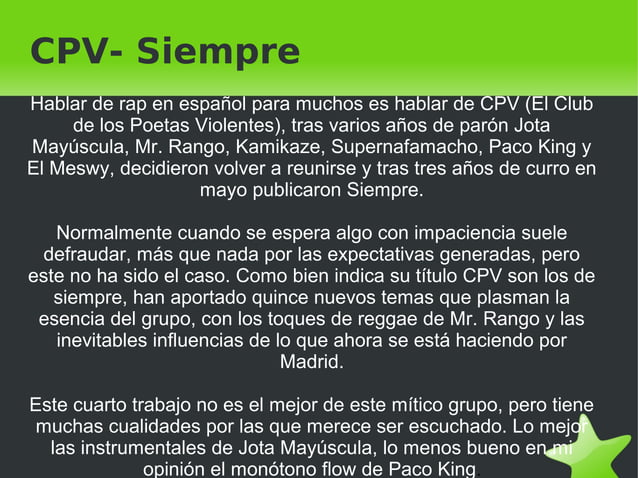 CPV- Siempre
Hablar de rap en español para muchos es hablar de CPV (El Club
de los Poetas Violentes), tras varios años de parón Jota
Mayúscula, Mr. Rango, Kamikaze, Supernafamacho, Paco King y
El Meswy, decidieron volver a reunirse y tras tres años de curro en
mayo publicaron Siempre.
Normalmente cuando se espera algo con impaciencia suele
defraudar, más que nada por las expectativas generadas, pero
este no ha sido el caso. Como bien indica su título CPV son los de
siempre, han aportado quince nuevos temas que plasman la
esencia del grupo, con los toques de reggae de Mr. Rango y las
inevitables influencias de lo que ahora se está haciendo por
Madrid.
Este cuarto trabajo no es el mejor de este mítico grupo, pero tiene
muchas cualidades por las que merece ser escuchado. Lo mejor
las instrumentales de Jota Mayúscula, lo menos bueno en mi
opinión el monótono flow de Paco King.